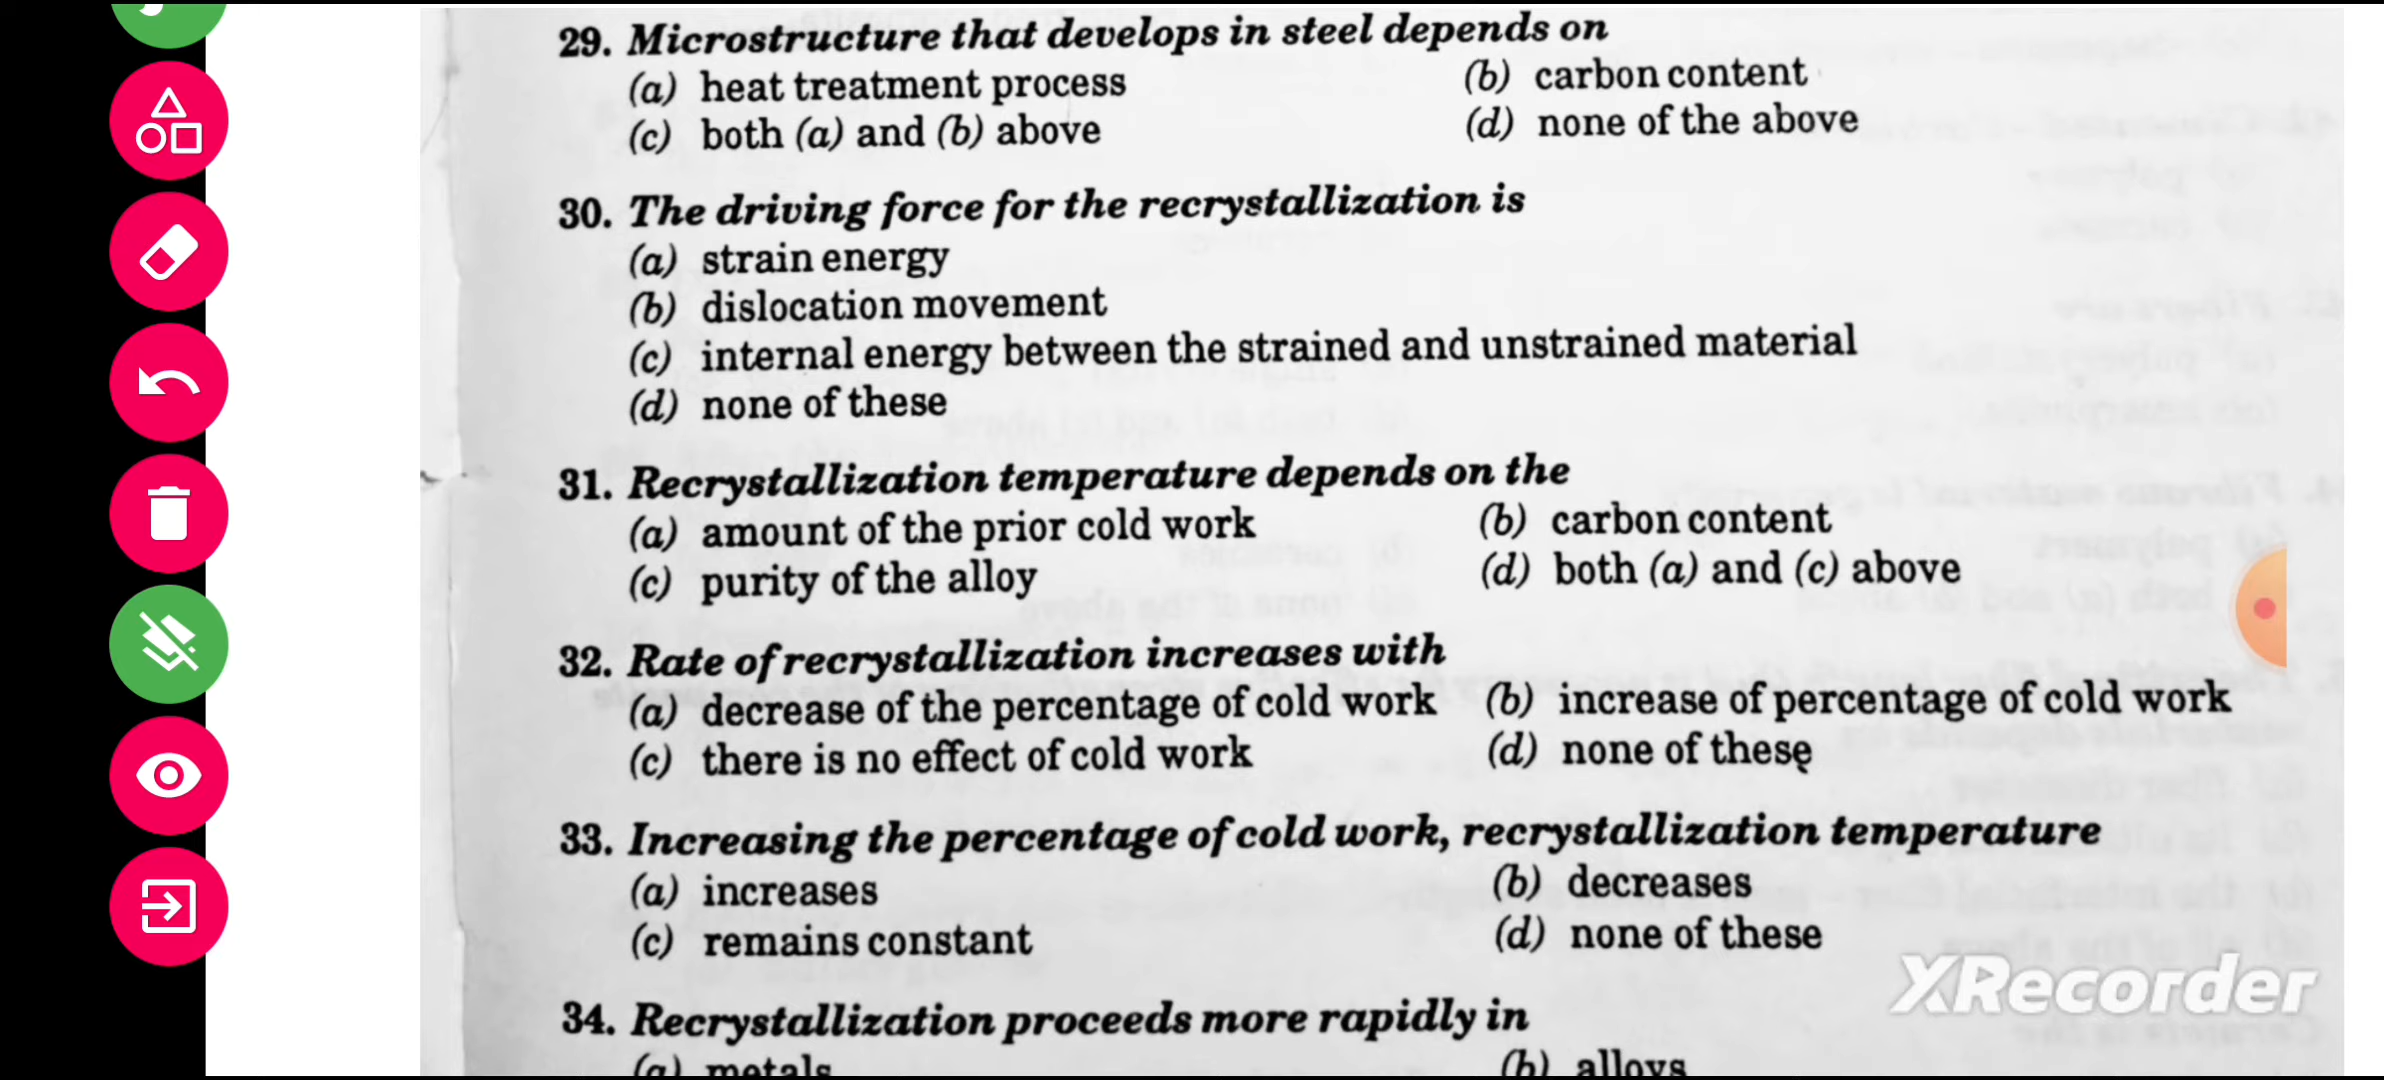 29. Microstructure that develops in steel depends on
(a) heat treatment process (b) carbon content
(c) both (a) and (b) above (d) none of the above
30. The driving force for the recrystallization is
(a) strain energy
(b) dislocation movement
(c) internal energy between the strained and unstrained material
(d) none of these
31. Recrystallization temperature depends on the
(a) amount of the prior cold work (b) carbon content
(c) purity of the alloy (d) both (a) and (c) above
32. Rate of recrystallization increases with
(a) decrease of the percentage of cold work (b) increase of percentage of cold work
(c) there is no effect of cold work (d) none of these
33. Increasing the percentage of cold work, recrystallization temperature
(a) increases (b) decreases
(c) remains constant (d) none of these
XRecorder
34. Recrystallization proceeds more rapidly in
(a) metals (b) alloys